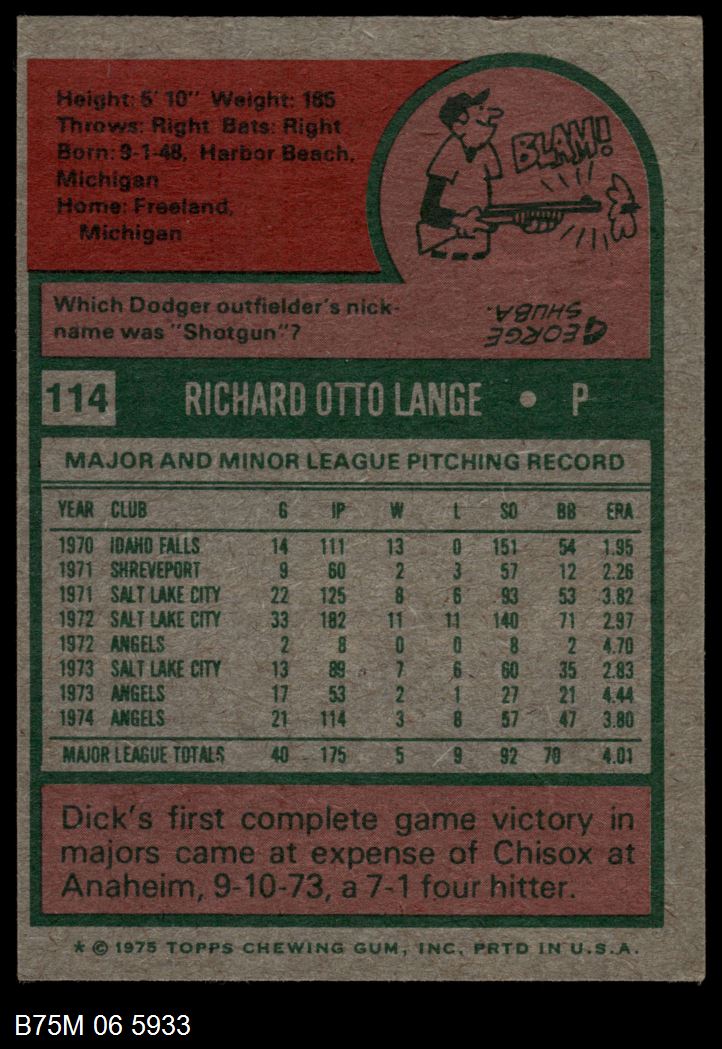 Height: 5' 10" Weight: 185
Throws: Right Bats: Right
Born: 9-1-48, Harbor Beach,
Michigan
Home: Freeland,
Michigan
BLAM!
Which Dodger outfielder's nick-
name was "Shotgun"?
GEORGE
SHUBA.
114 RICHARD OTTO LANGE • P
MAJOR AND MINOR LEAGUE PITCHING RECORD
YEAR CLUB G IP W L SO BB ERA
1970 IDAHO FALLS 14 111 13 0 151 54 1.95
1971 SHREVEPORT 9 60 2 3 57 12 2.26
1971 SALT LAKE CITY 22 125 8 6 93 53 3.82
1972 SALT LAKE CITY 33 182 11 11 140 71 2.97
1972 ANGELS 2 8 0 0 8 2 4.70
1973 SALT LAKE CITY 13 89 7 6 60 35 2.83
1973 ANGELS 17 53 2 1 27 21 4.44
1974 ANGELS 21 114 3 8 57 47 3.80
MAJOR LEAGUE TOTALS 40 175 5 9 92 70 4.01
Dick's first complete game victory in
majors came at expense of Chisox at
Anaheim, 9-10-73, a 7-1 four hitter.
* © 1975 TOPPS CHEWING GUM, INC. PRTD IN U.S.A.
B75M 06 5933